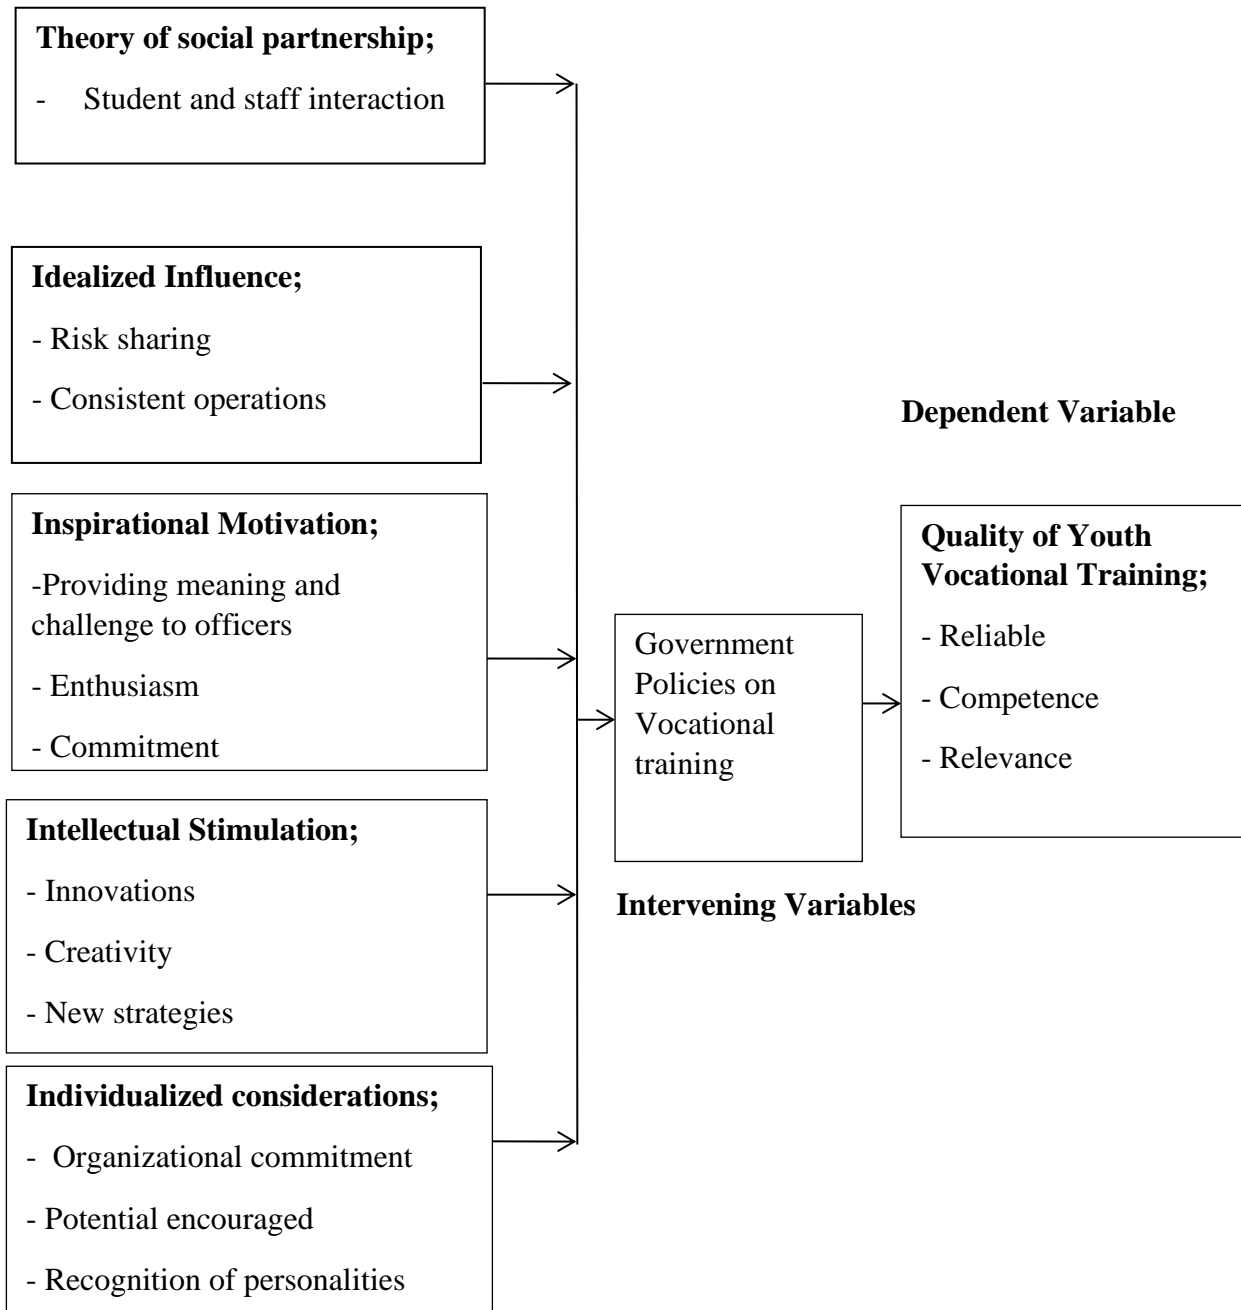 Theory of social partnership;
- Student and staff interaction
Idealized Influence;
- Risk sharing
- Consistent operations
Inspirational Motivation;
-Providing meaning and
challenge to officers
- Enthusiasm
- Commitment
Intellectual Stimulation;
- Innovations
- Creativity
- New strategies
Individualized considerations;
- Organizational commitment
- Potential encouraged
- Recognition of personalities
Government
Policies on
Vocational
training
Intervening Variables
Dependent Variable
Quality of Youth
Vocational Training;
- Reliable
- Competence
- Relevance